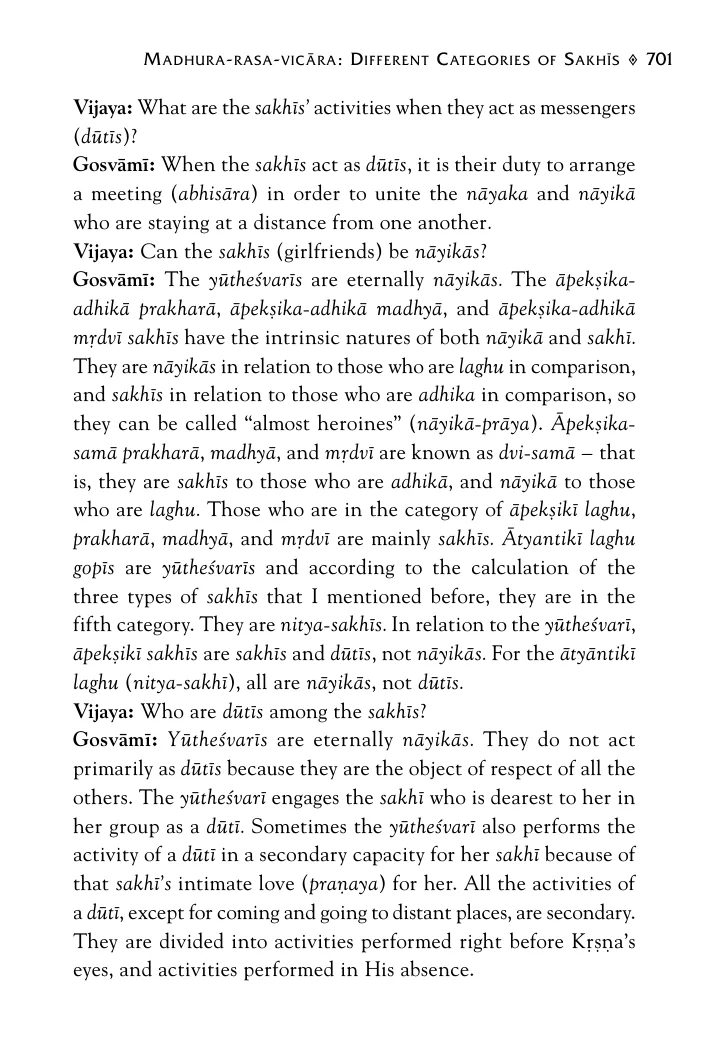 MADHURA-RASA-VICĀRA: DIFFERENT CATEGORIES OF SAKHĪS ◈ 701
Vijaya: What are the sakhīs' activities when they act as messengers
(dūtīs)?
Gosvāmī: When the sakhīs act as dūtīs, it is their duty to arrange
a meeting (abhisāra) in order to unite the nāyaka and nāyikā
who are staying at a distance from one another.
Vijaya: Can the sakhīs (girlfriends) be nāyikās?
Gosvāmī: The yūtheśvarīs are eternally nāyikās. The āpekṣika-
adhikā prakharā, āpekṣika-adhikā madhyā, and āpekṣika-adhikā
mṛdvī sakhīs have the intrinsic natures of both nāyikā and sakhī.
They are nāyikās in relation to those who are laghu in comparison,
and sakhīs in relation to those who are adhika in comparison, so
they can be called “almost heroines” (nāyikā-prāya). Āpekṣika-
samā prakharā, madhyā, and mṛdvī are known as dvi-samā – that
is, they are sakhīs to those who are adhikā, and nāyikā to those
who are laghu. Those who are in the category of āpekṣikī laghu,
prakharā, madhyā, and mṛdvī are mainly sakhīs. Ātyantikī laghu
gopīs are yūtheśvarīs and according to the calculation of the
three types of sakhīs that I mentioned before, they are in the
fifth category. They are nitya-sakhīs. In relation to the yūtheśvarī,
āpekṣikī sakhīs are sakhīs and dūtīs, not nāyikās. For the ātyāntikī
laghu (nitya-sakhī), all are nāyikās, not dūtīs.
Vijaya: Who are dūtīs among the sakhīs?
Gosvāmī: Yūtheśvarīs are eternally nāyikās. They do not act
primarily as dūtīs because they are the object of respect of all the
others. The yūtheśvarī engages the sakhī who is dearest to her in
her group as a dūtī. Sometimes the yūtheśvarī also performs the
activity of a dūtī in a secondary capacity for her sakhī because of
that sakhī's intimate love (praṇaya) for her. All the activities of
a dūtī, except for coming and going to distant places, are secondary.
They are divided into activities performed right before Kṛṣṇa's
eyes, and activities performed in His absence.